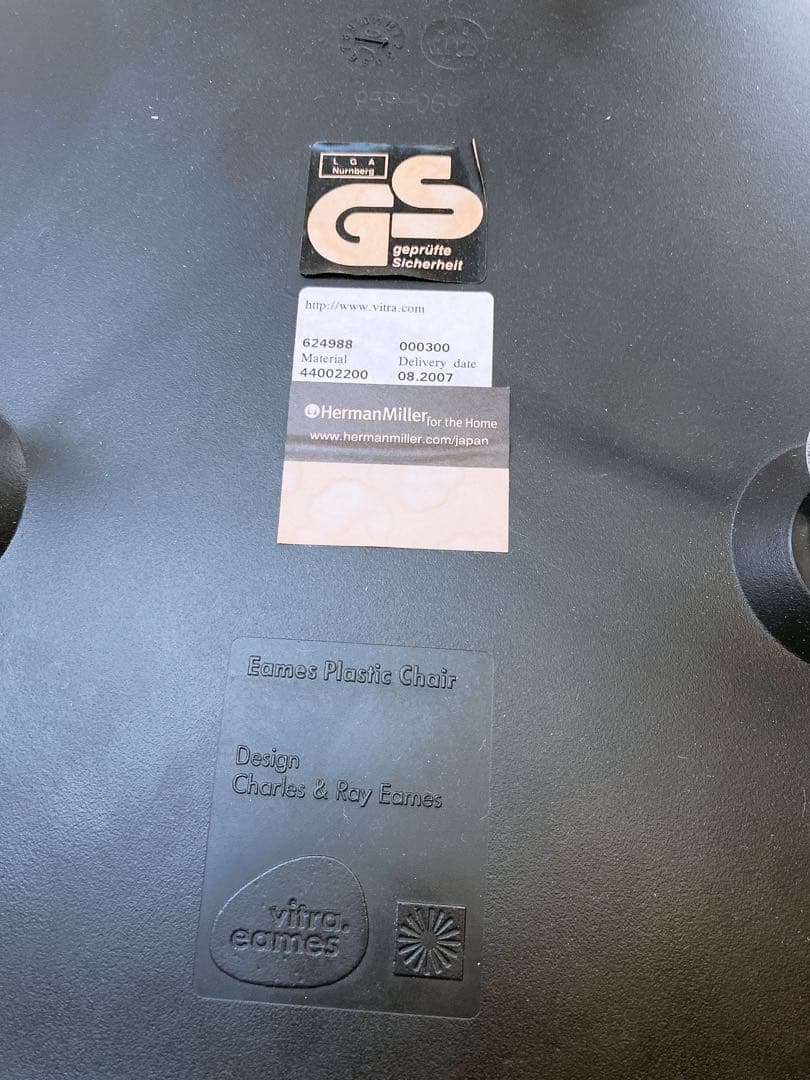 L G A
Nürnberg
GS
geprüfte
Sicherheit
http://www.vitra.com
624988 000300
Material Delivery date
44002200 08.2007
HermanMiller for the Home
www.hermanmiller.com/japan
Eames Plastic Chair
Design
Charles & Ray Eames
vitra.
eames